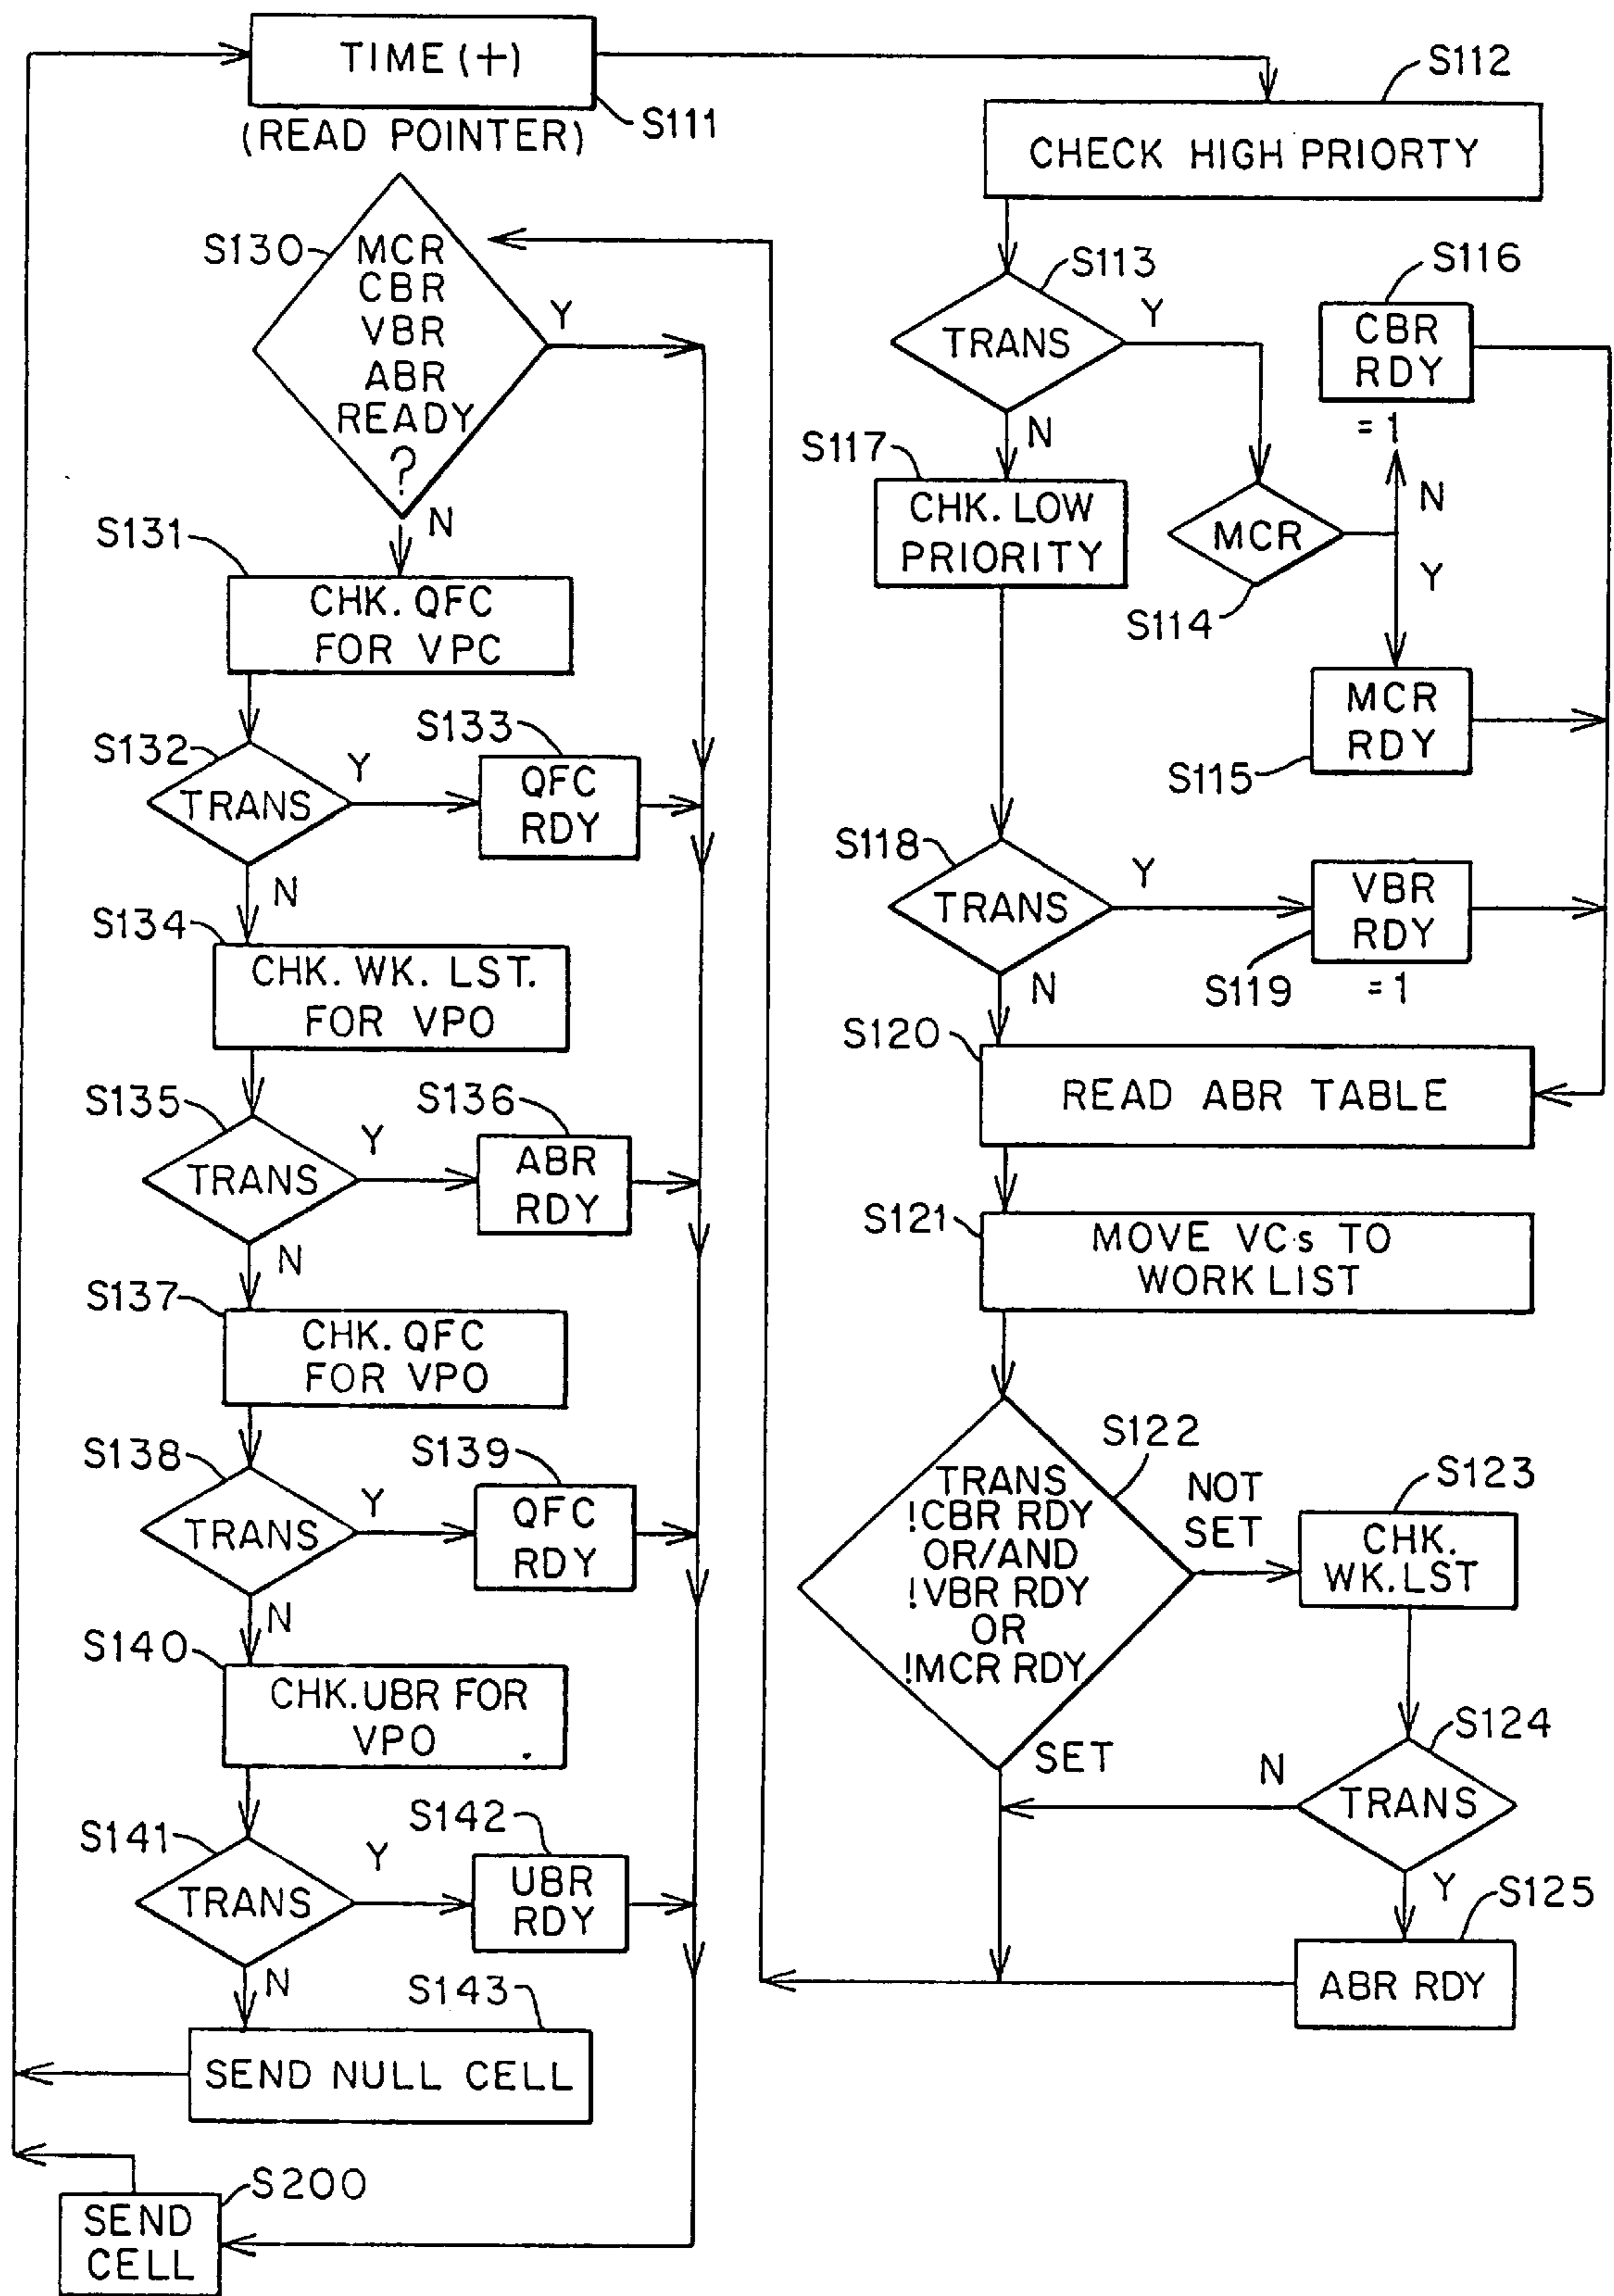 TIME (+)
S111
(READ POINTER)
S112
CHECK HIGH PRIORTY
S130
MCR
CBR
VBR
ABR
READY
?
Y
N
S113
TRANS
Y
N
S116
CBR
RDY
= 1
N
Y
S117
CHK. LOW
PRIORITY
MCR
S114
MCR
RDY
S115
S131
CHK. QFC
FOR VPC
S132
TRANS
Y
N
S133
QFC
RDY
S118
TRANS
Y
N
VBR
RDY
S119
= 1
S134
CHK. WK. LST.
FOR VPO
S120
READ ABR TABLE
S135
TRANS
Y
N
S136
ABR
RDY
S121
MOVE VCs TO
WORK LIST
S137
CHK. QFC
FOR VPO
S138
TRANS
Y
N
S139
QFC
RDY
S122
TRANS
!CBR RDY
OR/AND
!VBR RDY
OR
!MCR RDY
NOT
SET
SET
S123
CHK.
WK.LST
S140
CHK.UBR FOR
VPO
S124
TRANS
N
Y
S141
TRANS
Y
N
S142
UBR
RDY
S125
ABR RDY
S143
SEND NULL CELL
S200
SEND
CELL